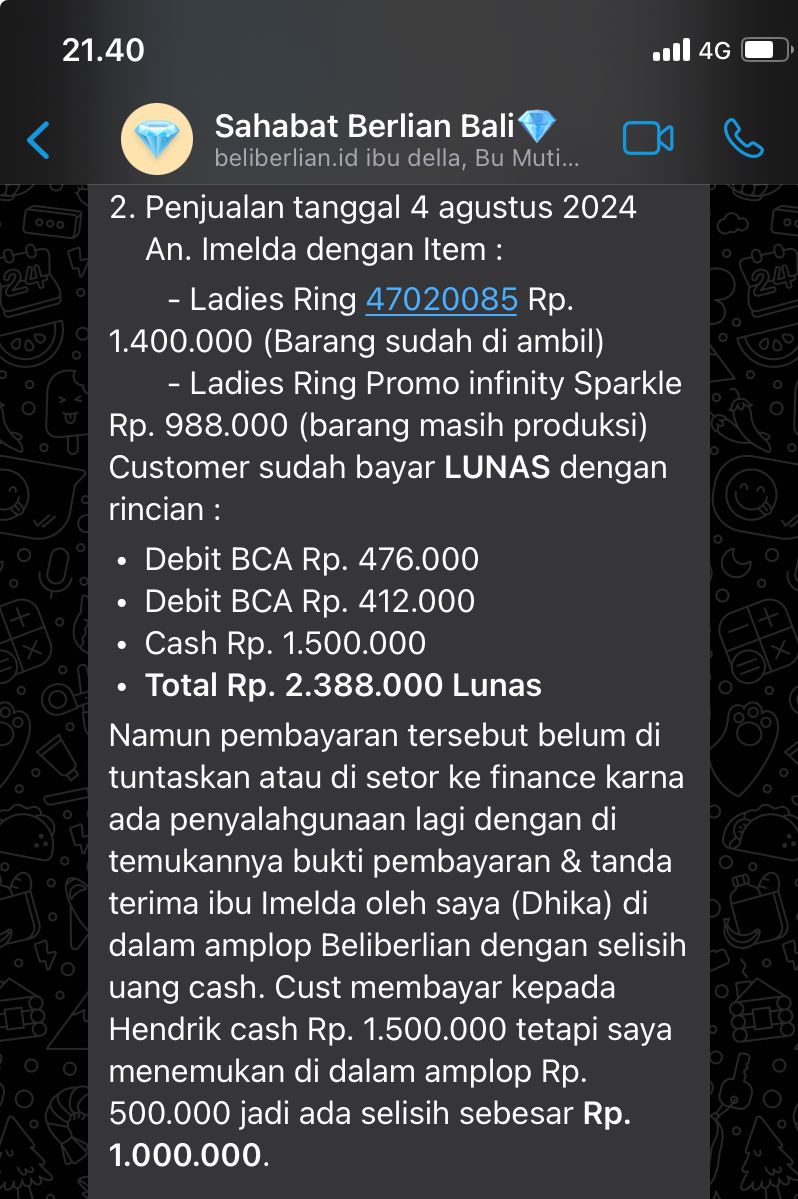 21.40
4G
Sahabat Berlian Bali💎
beliberlian.id ibu della, Bu Muti...
2. Penjualan tanggal 4 agustus 2024
An. Imelda dengan Item :
- Ladies Ring 47020085 Rp.
1.400.000 (Barang sudah di ambil)
- Ladies Ring Promo infinity Sparkle
Rp. 988.000 (barang masih produksi)
Customer sudah bayar LUNAS dengan
rincian :
• Debit BCA Rp. 476.000
• Debit BCA Rp. 412.000
• Cash Rp. 1.500.000
• Total Rp. 2.388.000 Lunas
Namun pembayaran tersebut belum di
tuntaskan atau di setor ke finance karna
ada penyalahgunaan lagi dengan di
temukannya bukti pembayaran & tanda
terima ibu Imelda oleh saya (Dhika) di
dalam amplop Beliberlian dengan selisih
uang cash. Cust membayar kepada
Hendrik cash Rp. 1.500.000 tetapi saya
menemukan di dalam amplop Rp.
500.000 jadi ada selisih sebesar Rp.
1.000.000.